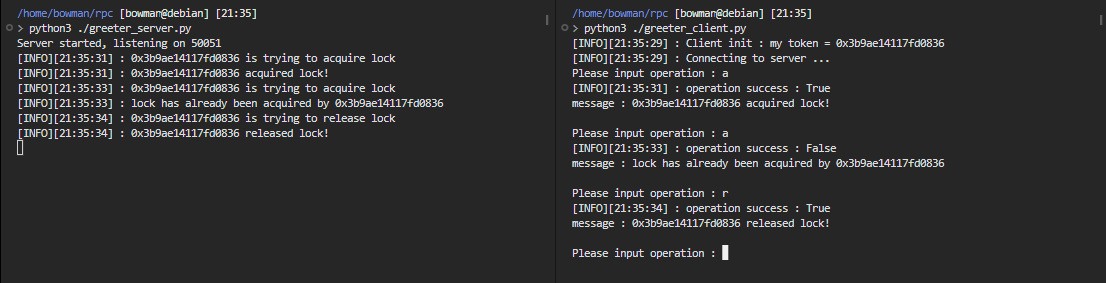 /home/bowman/rpc [bowman@debian] [21:35]
> python3 ./greeter_server.py
Server started, listening on 50051
[INFO][21:35:31] : 0x3b9ae14117fd0836 is trying to acquire lock
[INFO][21:35:31] : 0x3b9ae14117fd0836 acquired lock!
[INFO][21:35:33] : 0x3b9ae14117fd0836 is trying to acquire lock
[INFO][21:35:33] : lock has already been acquired by 0x3b9ae14117fd0836
[INFO][21:35:34] : 0x3b9ae14117fd0836 is trying to release lock
[INFO][21:35:34] : 0x3b9ae14117fd0836 released lock!
/home/bowman/rpc [bowman@debian] [21:35]
> python3 ./greeter_client.py
[INFO][21:35:29] : Client init : my token = 0x3b9ae14117fd0836
[INFO][21:35:29] : Connecting to server ...
Please input operation : a
[INFO][21:35:31] : operation success : True
message : 0x3b9ae14117fd0836 acquired lock!
Please input operation : a
[INFO][21:35:33] : operation success : False
message : lock has already been acquired by 0x3b9ae14117fd0836
Please input operation : r
[INFO][21:35:34] : operation success : True
message : 0x3b9ae14117fd0836 released lock!
Please input operation :